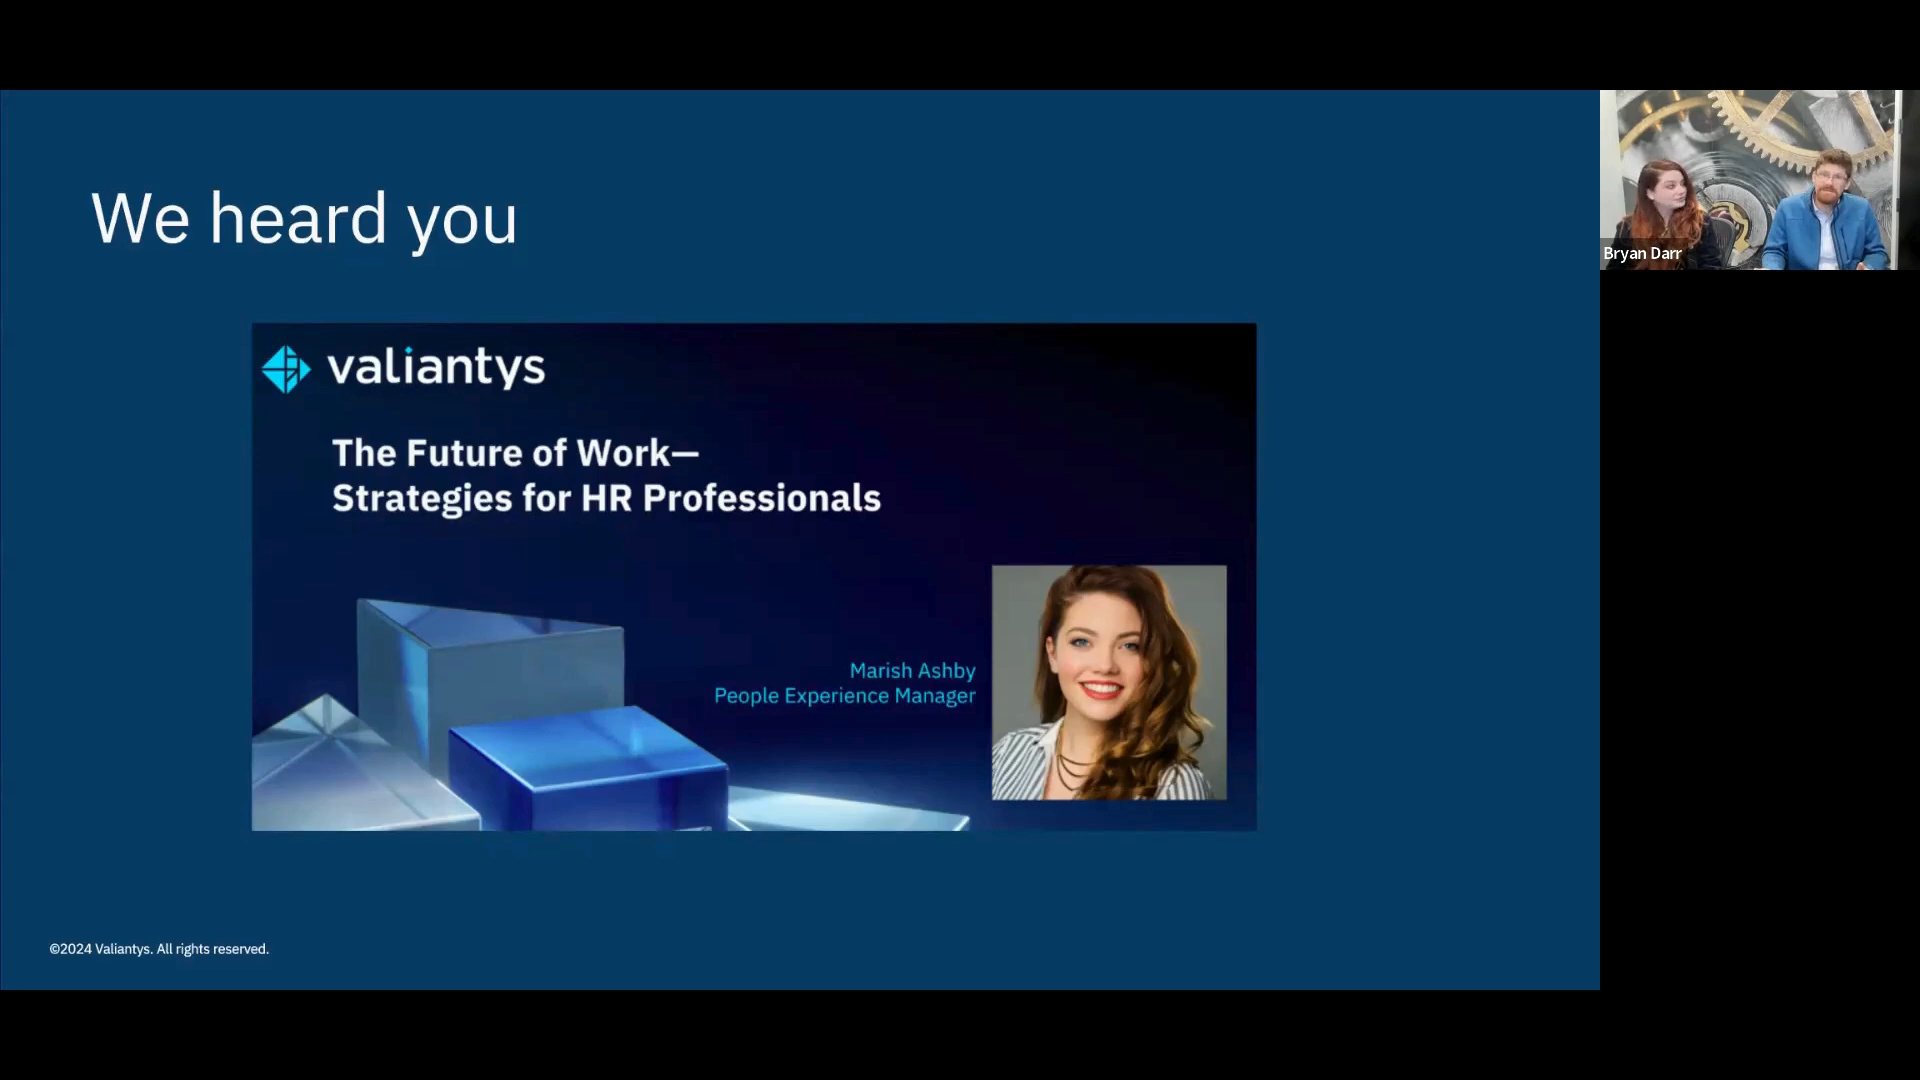 We heard you
valiantys
The Future of Work—
Strategies for HR Professionals
Marish Ashby
People Experience Manager
©2024 Valiantys. All rights reserved.
Bryan Darr